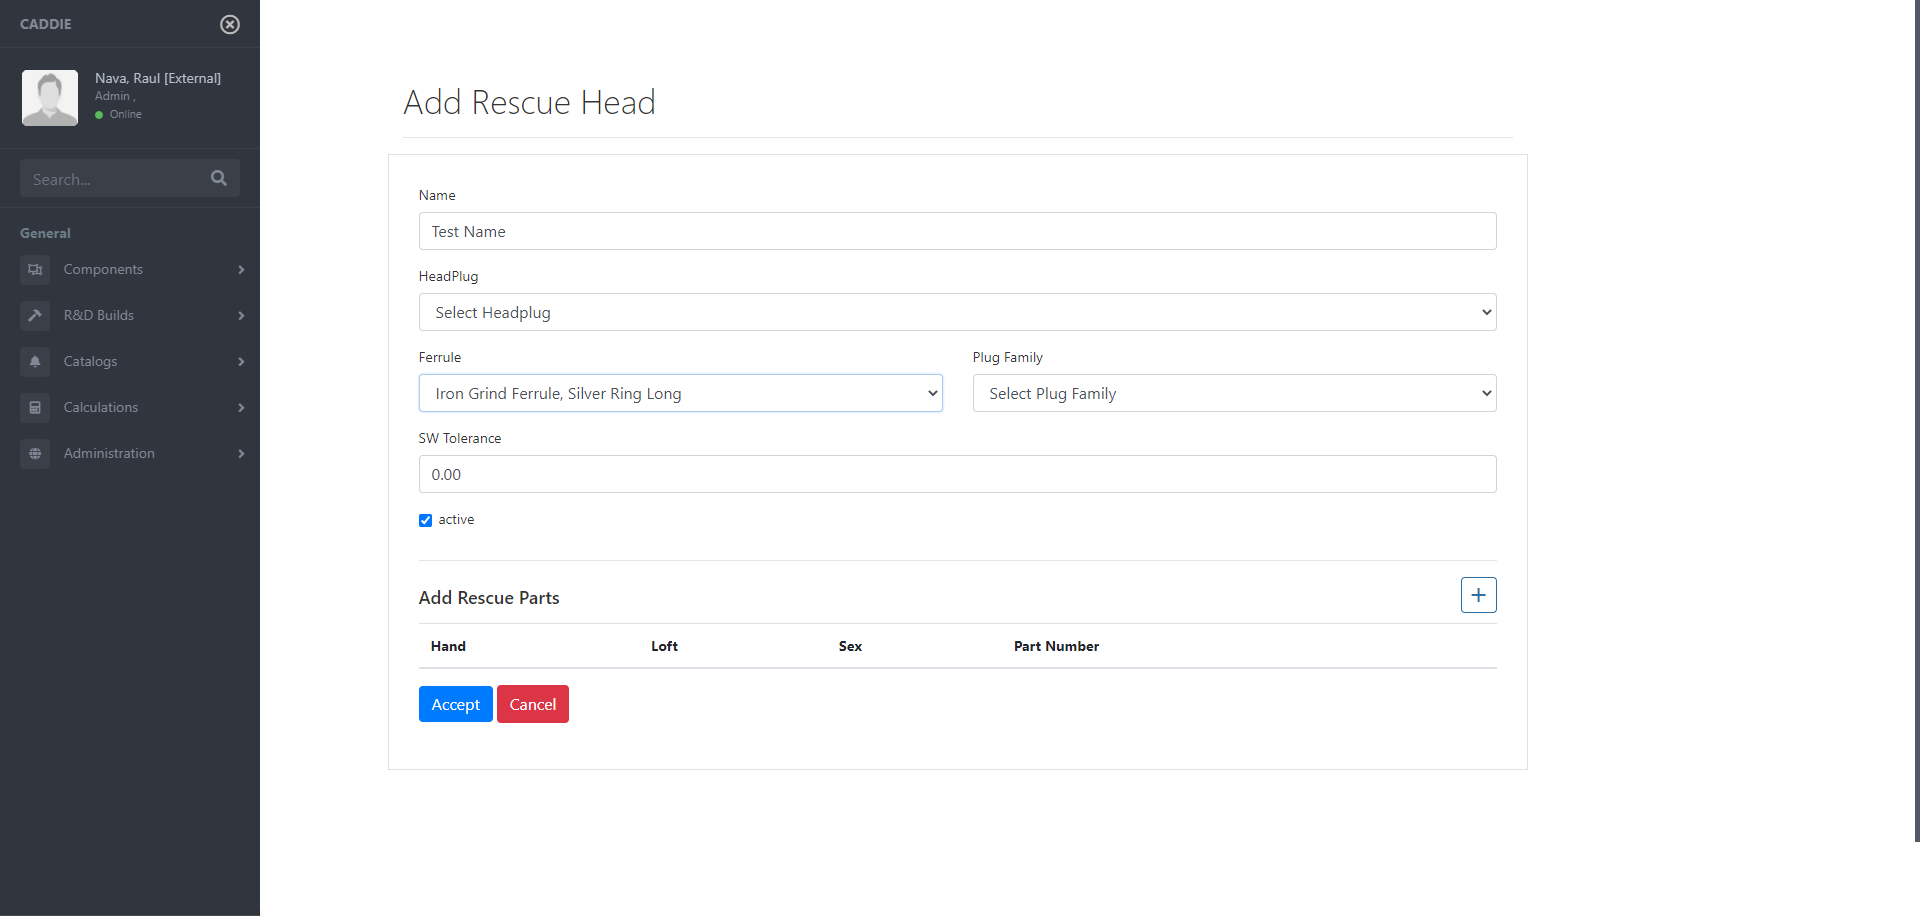 CADDIE
Nava, Raul [External]
Admin ,
Online
Search...
General
Components
R&D Builds
Catalogs
Calculations
Administration
Add Rescue Head
Name
Test Name
HeadPlug
Select Headplug
Ferrule
Plug Family
Iron Grind Ferrule, Silver Ring Long
Select Plug Family
SW Tolerance
0.00
active
Add Rescue Parts
Hand Loft Sex Part Number
Accept Cancel